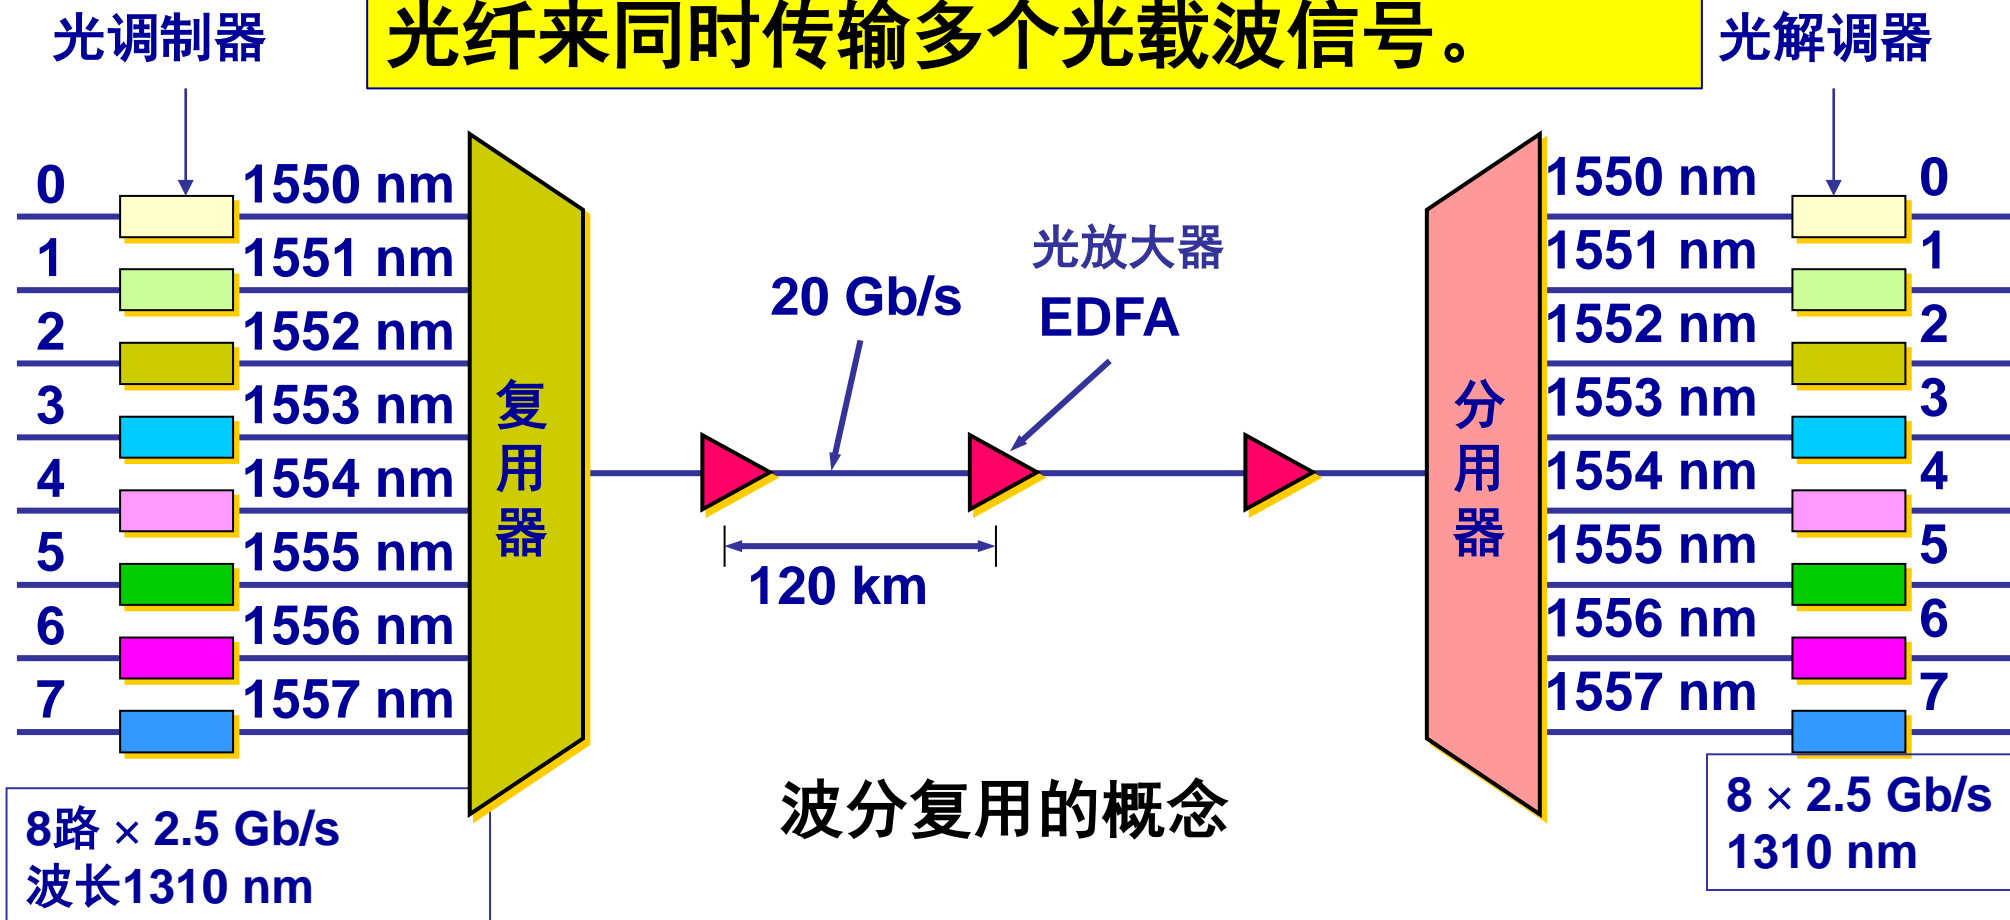 光纤来同时传输多个光载波信号。
光调制器
光解调器
0 1550 nm
1 1551 nm
2 1552 nm
3 1553 nm
4 1554 nm
5 1555 nm
6 1556 nm
7 1557 nm
8路 × 2.5 Gb/s
波长1310 nm
复
用
器
20 Gb/s
光放大器
EDFA
120 km
波分复用的概念
分
用
器
1550 nm 0
1551 nm 1
1552 nm 2
1553 nm 3
1554 nm 4
1555 nm 5
1556 nm 6
1557 nm 7
8 × 2.5 Gb/s
1310 nm